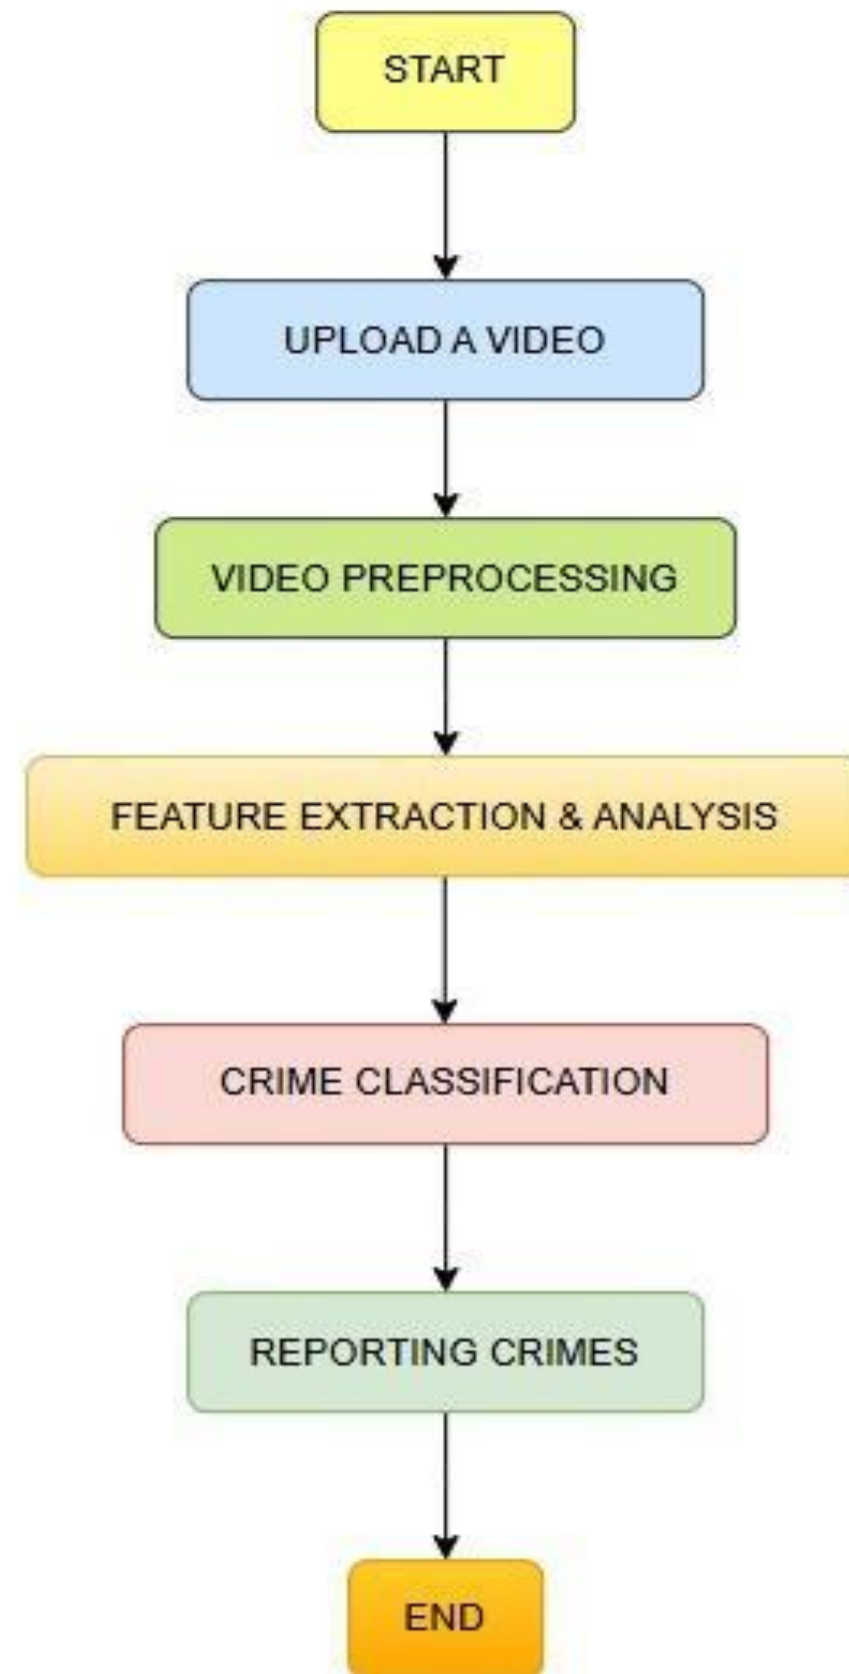 START
UPLOAD A VIDEO
VIDEO PREPROCESSING
FEATURE EXTRACTION & ANALYSIS
CRIME CLASSIFICATION
REPORTING CRIMES
END